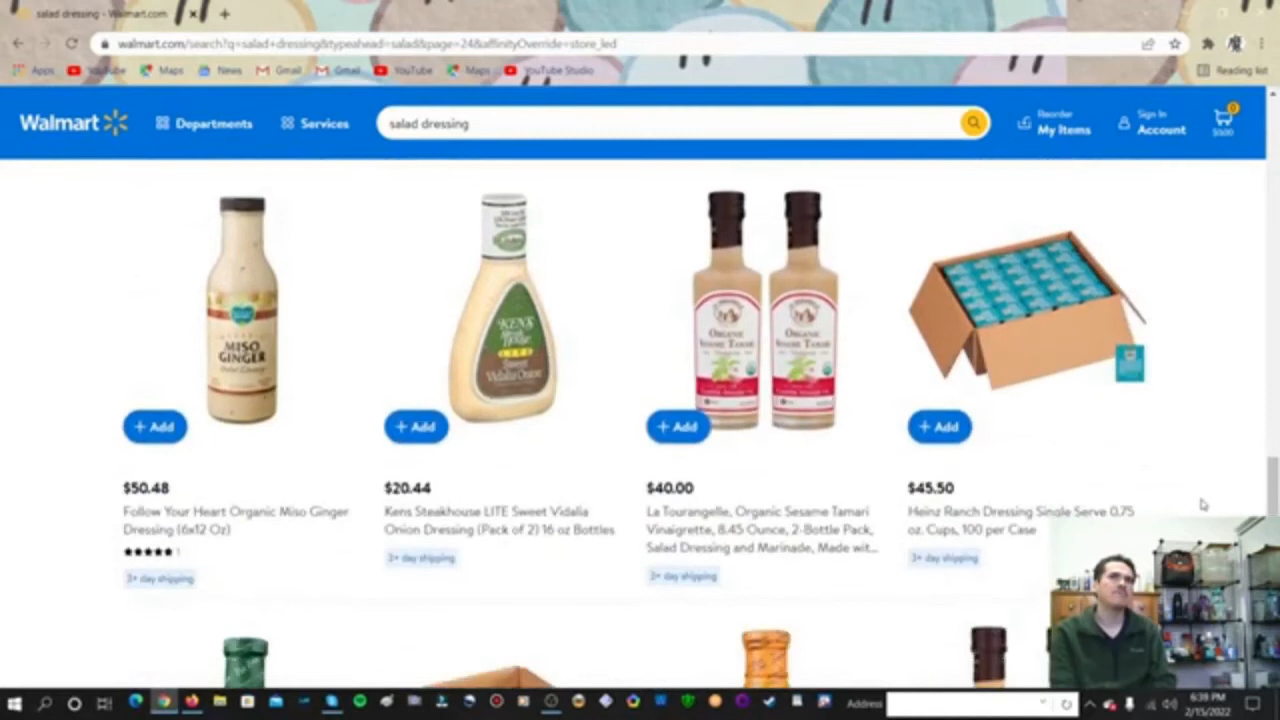 salad dressing - Walmart.com
walmart.com/search?q=salad+dressing&typeahead=salad&page=24&affinityOverride=store_led
Apps YouTube Maps News Gmail Gmail YouTube Maps YouTube Studio Reading list
Walmart Departments Services salad dressing Reorder My Items Sign In Account 0 $0.00
MISO GINGER
KEN'S Steak House LITE Sweet Vidalia Onion
ORGANIC SESAME TAMARI
ORGANIC SESAME TAMARI
+ Add + Add + Add + Add
$50.48
Follow Your Heart Organic Miso Ginger
Dressing (6x12 Oz)
1
3+ day shipping
$20.44
Kens Steakhouse LITE Sweet Vidalia
Onion Dressing (Pack of 2) 16 oz Bottles
3+ day shipping
$40.00
La Tourangelle, Organic Sesame Tamari
Vinaigrette, 8.45 Ounce, 2-Bottle Pack,
Salad Dressing and Marinade, Made wit...
3+ day shipping
$45.50
Heinz Ranch Dressing Single Serve 0.75
oz. Cups, 100 per Case
3+ day shipping
Address
6:39 PM
2/15/2022